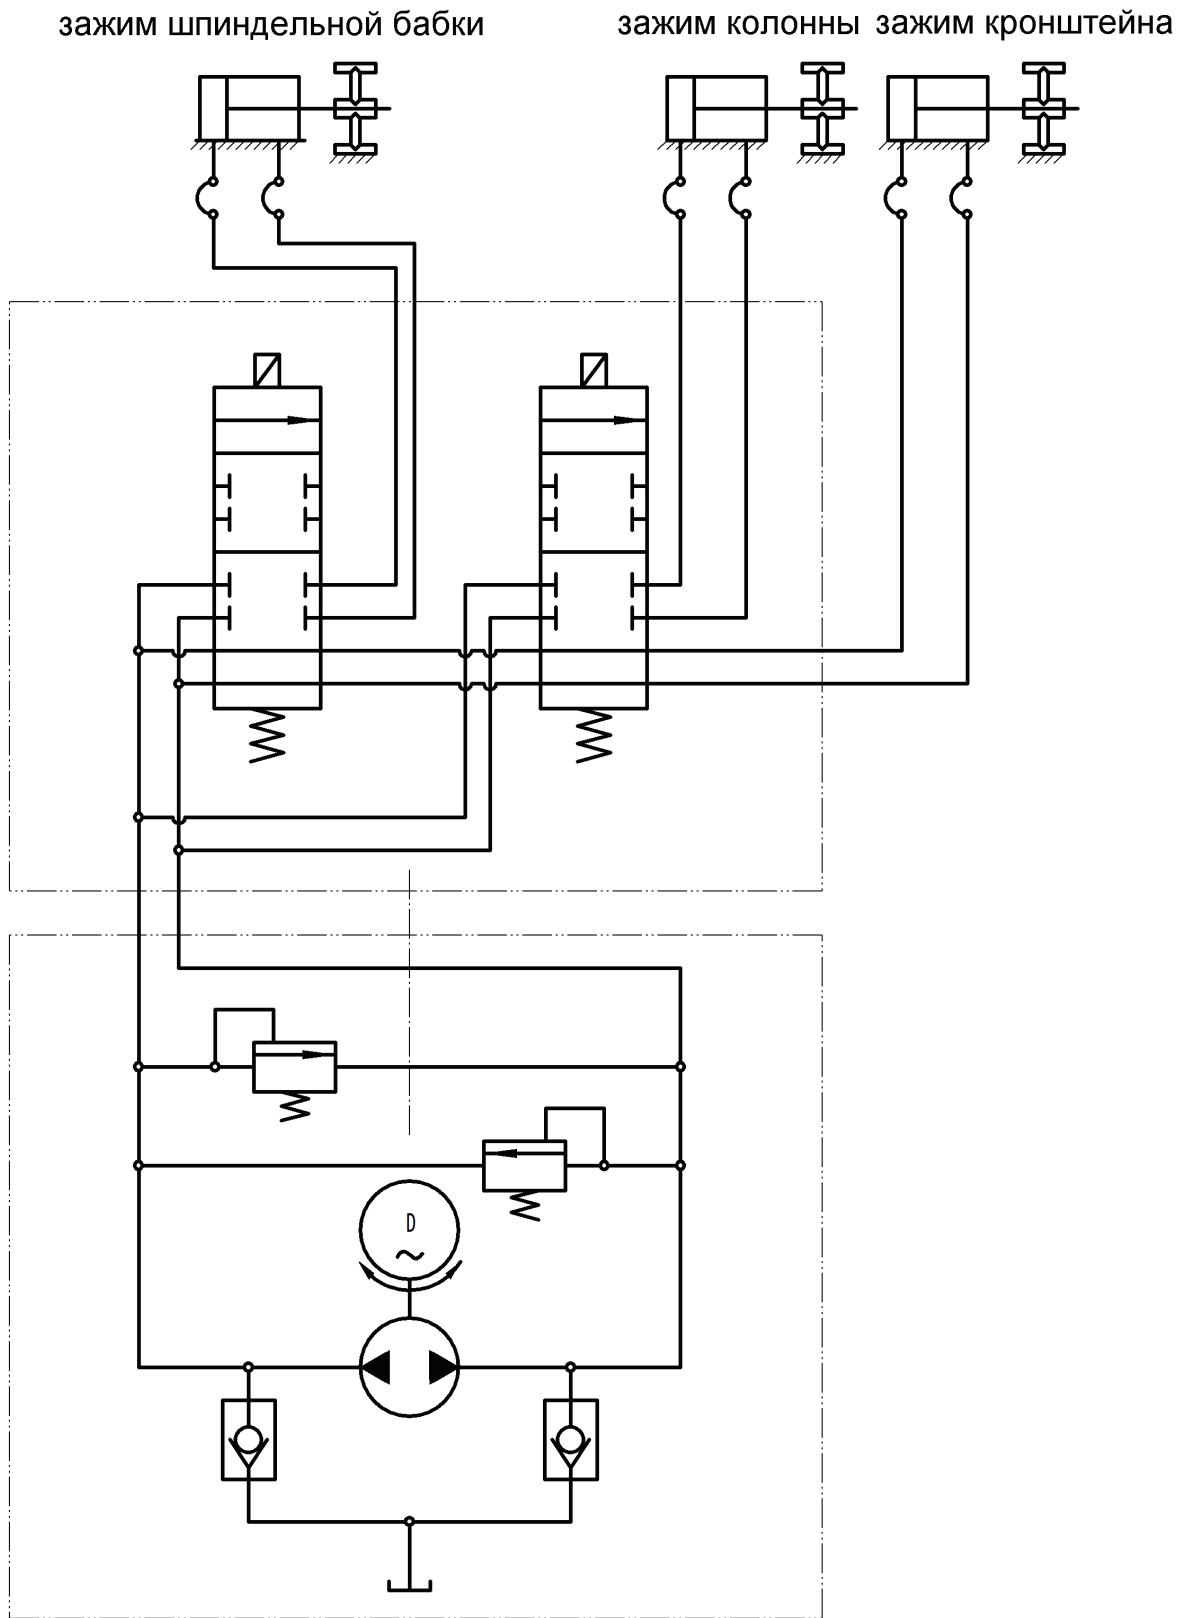 зажим шпиндельной бабки
зажим колонны
зажим кронштейна
D